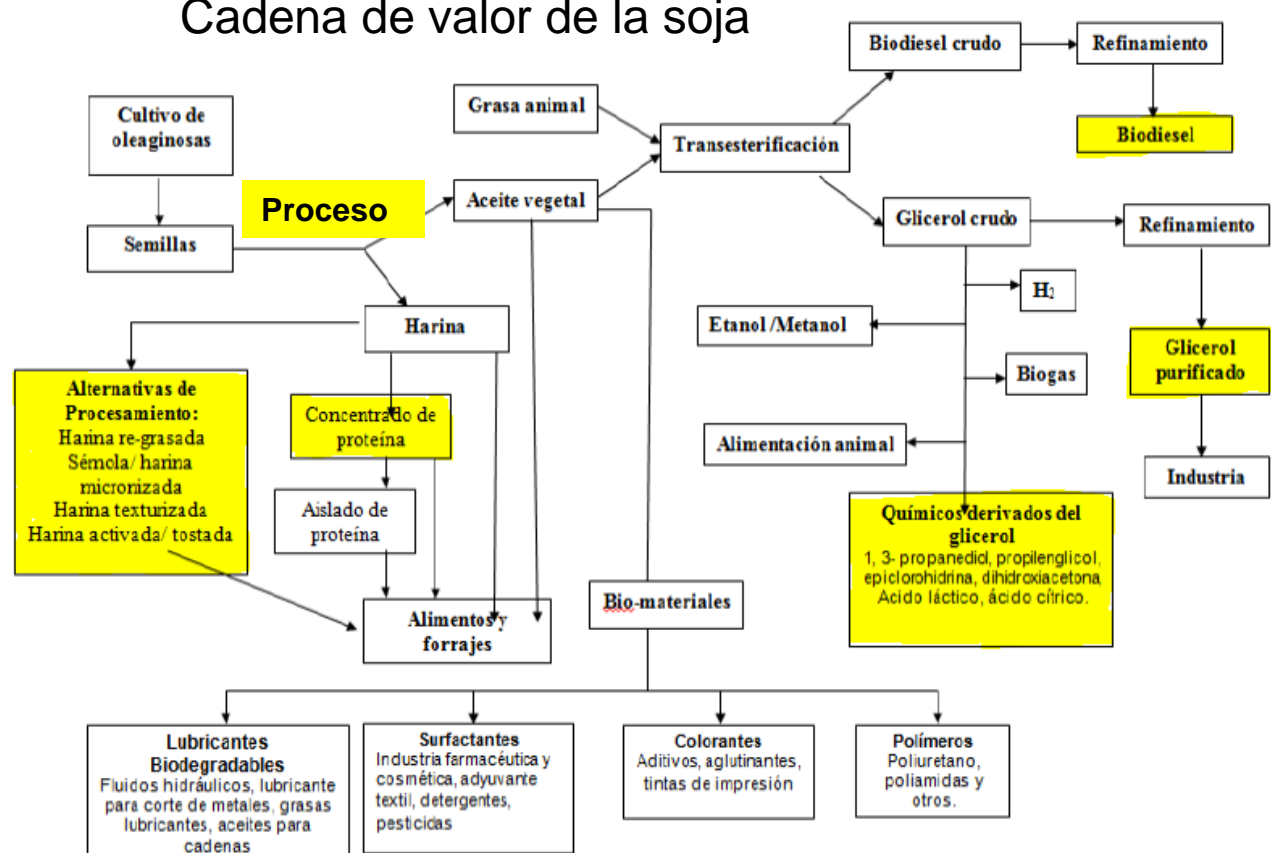 Cadena de valor de la soja
Biodiesel crudo
Refinamiento
Cultivo de
oleaginosas
Grasa animal
Transesterificación
Biodiesel
Proceso
Aceite vegetal
Semillas
Glicerol crudo
Refinamiento
H2
Harina
Etanol /Metanol
Glicerol
purificado
Biogas
Alternativas de
Procesamiento:
Harina re-grasada
Sémola/ harina
micronizada
Harina texturizada
Harina activada/ tostada
Concentrado de
proteína
Alimentación animal
Industria
Aislado de
proteína
Químicos derivados del
glicerol
1, 3- propanediol, propilenglicol,
epiclorohidrina, dihidroxiacetona
Acido láctico, ácido cítrico.
Bio-materiales
Alimentos y
forrajes
Lubricantes
Biodegradables
Fluidos hidráulicos, lubricante
para corte de metales, grasas
lubricantes, aceites para
cadenas
Surfactantes
Industria farmacéutica y
cosmética, adyuvante
textil, detergentes,
pesticidas
Colorantes
Aditivos, aglutinantes,
tintas de impresión
Polímeros
Poliuretano,
poliamidas y
otros.